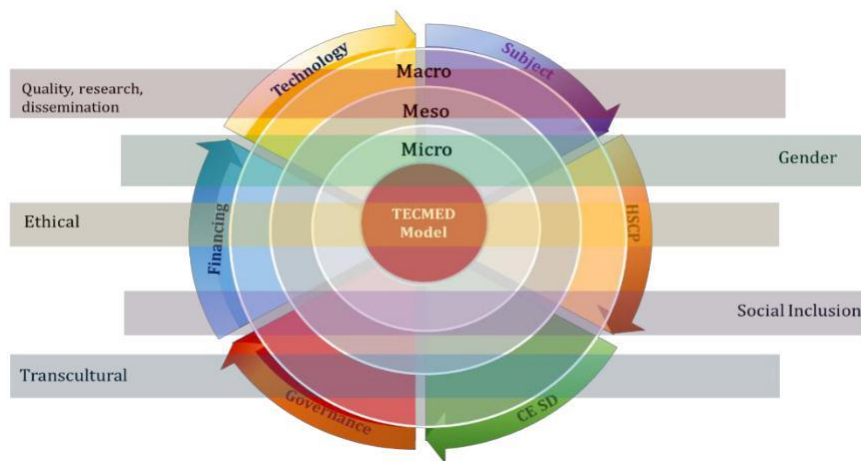 Technology
Subject
Macro
Quality, research,
dissemination
Meso
Micro
Gender
TECMED
Model
Ethical
HSCP
Financing
Social Inclusion
Transcultural
Governance
CE SD